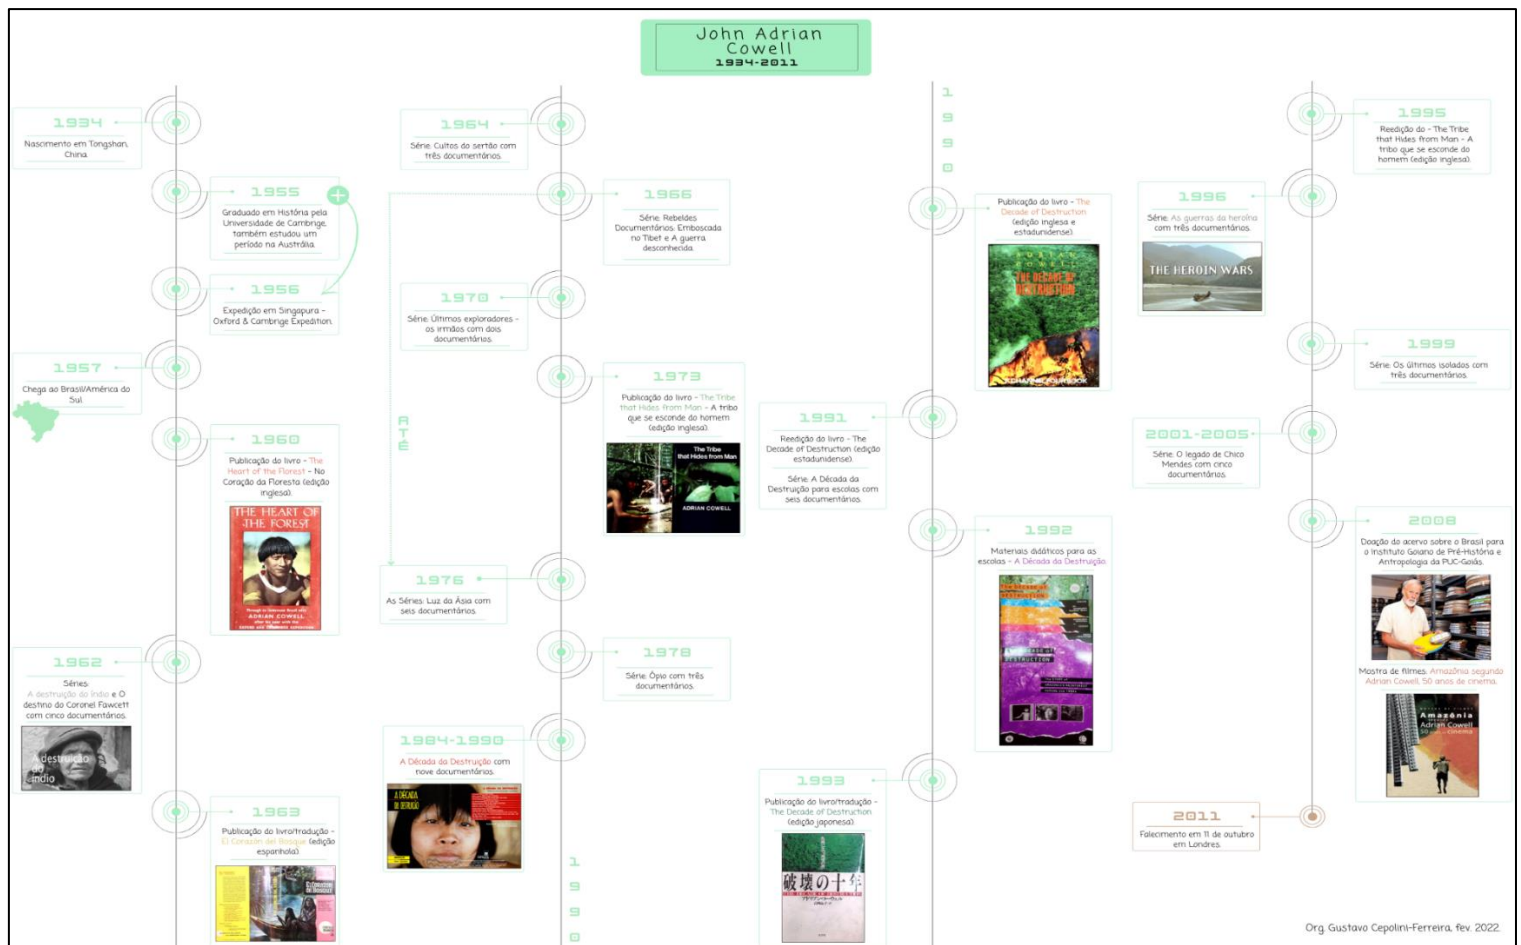 John Adrian
Cowell
1934-2011
1934
Nascimento em Tongshan,
China.
1955
Graduado em História pela
Universidade de Cambrige,
também estudou um
período na Austrália.
1956
Expedição em Singapura -
Oxford & Cambrige Expedition.
1957
Chega ao Brasil/América do
Sul
1960
Publicação do livro - The
Heart of the Florest - No
Coração da Floresta (edição
inglesa).
THE HEART OF
THE FOREST
ADRIAN COWELL
1962
Séries:
A destruição do índio e O
destino do Coronel Fawcett
com cinco documentários.
A destruição
do
índio
1963
Publicação do livro/tradução -
El Corazón del Bosque (edição
espanhola).
1964
Série: Cultos do sertão com
três documentários.
1966
Série: Rebeldes
Documentários: Emboscada
no Tibet e A guerra
desconhecida.
1970
Série: Últimos exploradores -
os irmãos com dois
documentários.
ATÉ
1973
Publicação do livro - The Tribe
that Hides from Man - A tribo
que se esconde do homem
(edição inglesa).
The Tribe
that Hides from Man
ADRIAN COWELL
1976
As Séries: Luz da Ásia com
seis documentários.
1978
Série: Ópio com três
documentários.
1984-1990
A Década da Destruição com
nove documentários.
A DÉCADA
DA DESTRUIÇÃO
1990
1990
Publicação do livro - The
Decade of Destruction
(edição inglesa e
estadunidense).
ADRIAN
COWELL
THE DECADE OF
DESTRUCTION
A CHANNEL FOUR BOOK
1991
Reedição do livro - The
Decade of Destruction (edição
estadunidense).
Série: A Década da
Destruição para escolas com
seis documentários.
1992
Materiais didáticos para as
escolas - A Década da Destruição.
1993
Publicação do livro/tradução -
The Decade of Destruction
(edição japonesa).
破壊の十年
1995
Reedição do - The Tribe
that Hides from Man - A
tribo que se esconde do
homem (edição inglesa).
1996
Série: As guerras da heroína
com três documentários.
THE HEROIN WARS
1999
Série: Os últimos isolados com
três documentários.
2001-2005
Série: O legado de Chico
Mendes com cinco
documentários.
2008
Doação do acervo sobre o Brasil para
o Instituto Goiano de Pré-História e
Antropologia da PUC-Goiás.
Mostra de filmes: Amazônia segundo
Adrian Cowell, 50 anos de cinema.
MOSTRA DE FILMES
Amazônia
segundo
Adrian Cowell
50 anos de cinema
2011
Falecimento em 11 de outubro
em Londres.
Org. Gustavo Cepolini-Ferreira, fev. 2022.